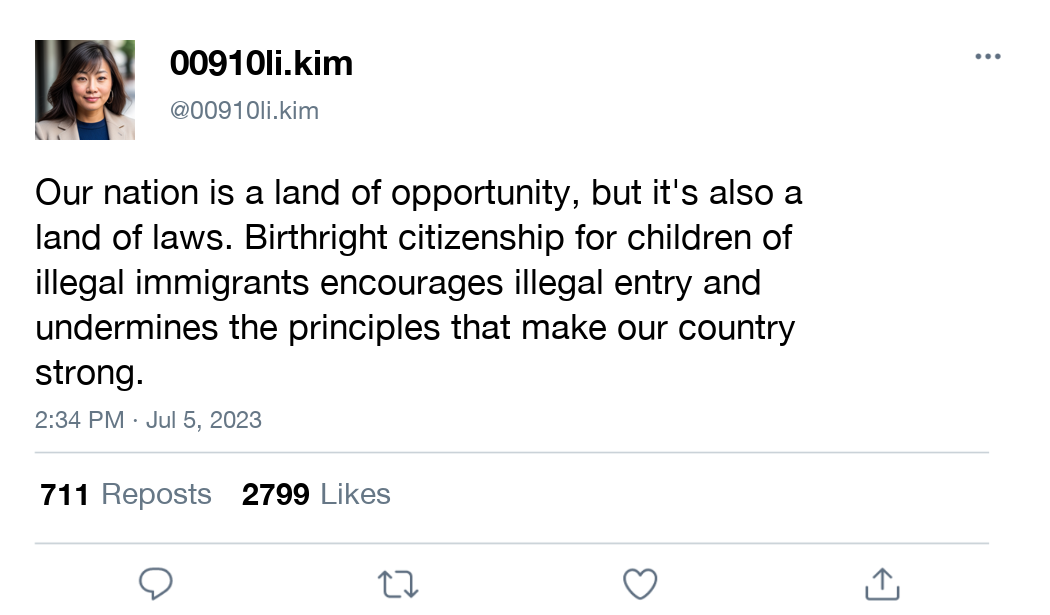 00910li.kim
@00910li.kim
Our nation is a land of opportunity, but it's also a
land of laws. Birthright citizenship for children of
illegal immigrants encourages illegal entry and
undermines the principles that make our country
strong.
2:34 PM · Jul 5, 2023
711 Reposts 2799 Likes